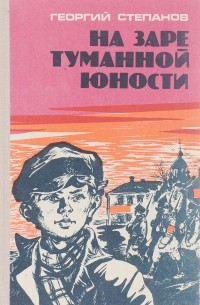 ГЕОРГИЙ СТЕПАНОВ
НА ЗАРЕ
ТУМАННОЙ
ЮНОСТИ